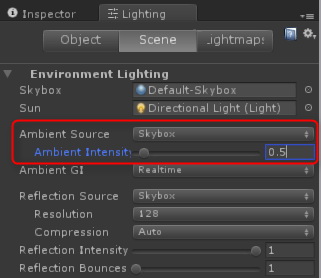 Inspector Lighting
Object Scene Lightmaps
Environment Lighting
Skybox Default-Skybox
Sun Directional Light (Light)
Ambient Source Skybox
Ambient Intensity 0.5
Ambient GI Realtime
Reflection Source Skybox
Resolution 128
Compression Auto
Reflection Intensity 1
Reflection Bounces 1